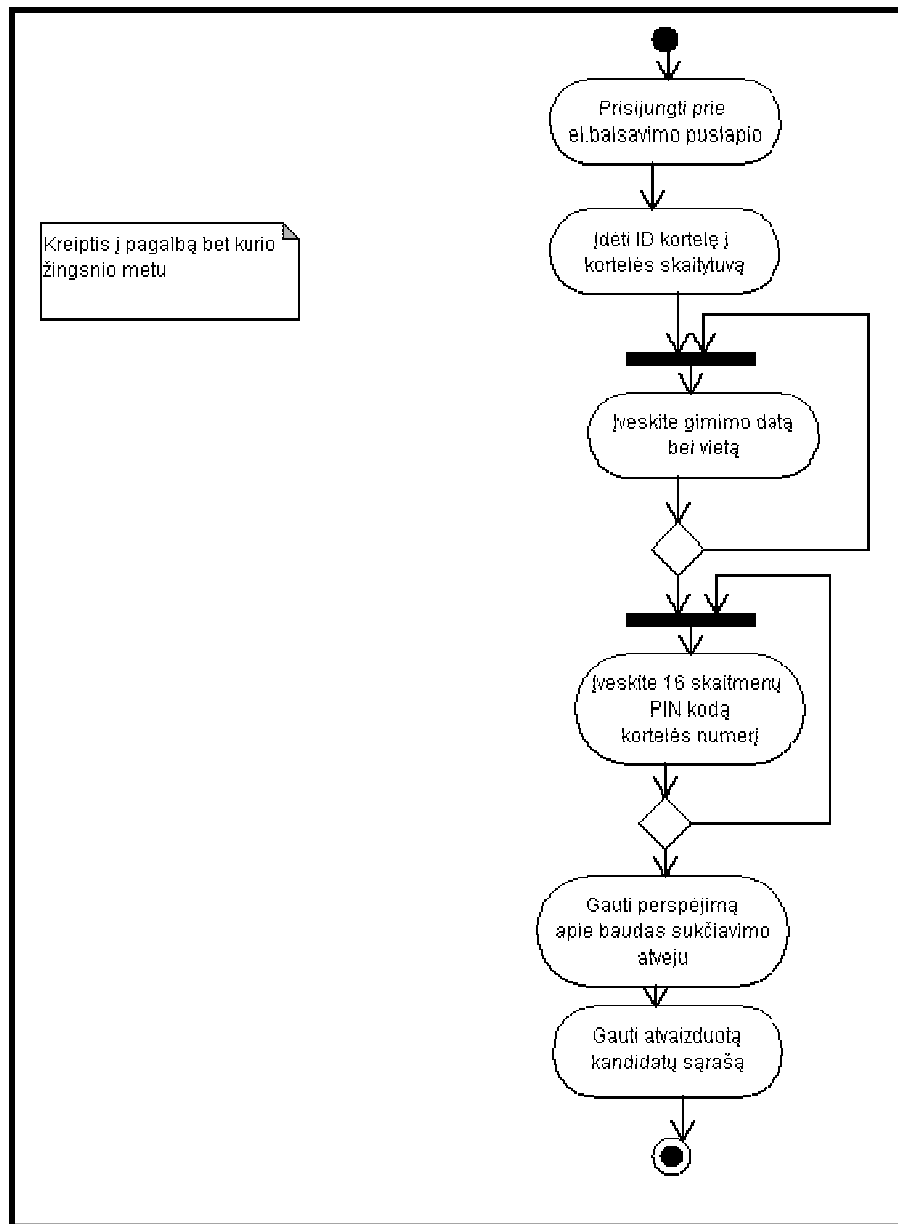 Prisijungti prie
el.balsavimo puslapio
Įdėti ID kortelę į
kortelės skaitytuvą
Kreiptis į pagalbą bet kurio
žingsnio metu
Įveskite gimimo datą
bei vietą
Įveskite 16 skaitmenų
PIN kodą
kortelės numerį
Gauti perspėjimą
apie baudas sukčiavimo
atveju
Gauti atvaizduotą
kandidatų sąrašą